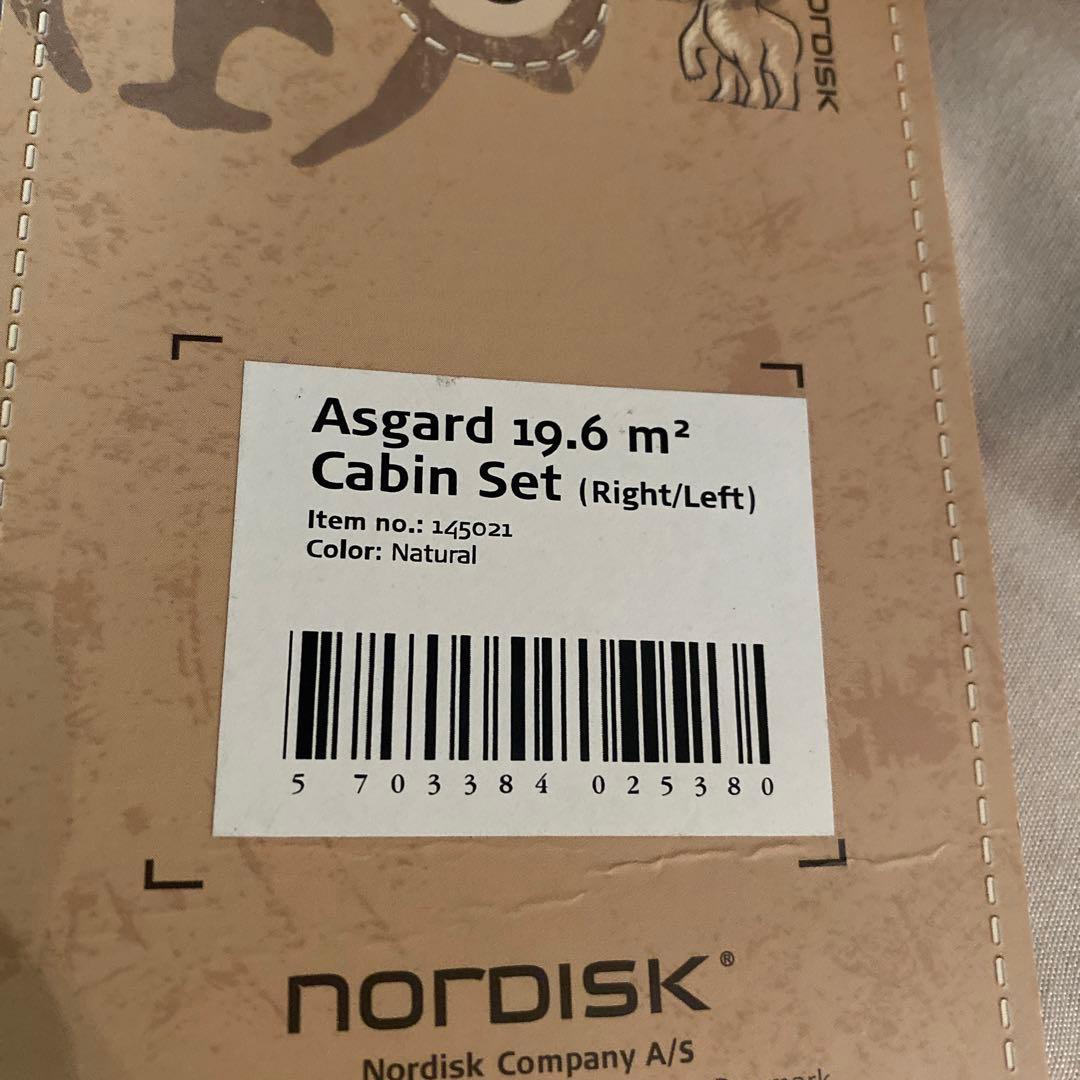 NORDISK
Asgard 19.6 m²
Cabin Set (Right/Left)
Item no.: 145021
Color: Natural
5 703384 025380
NORDISK®
Nordisk Company A/S